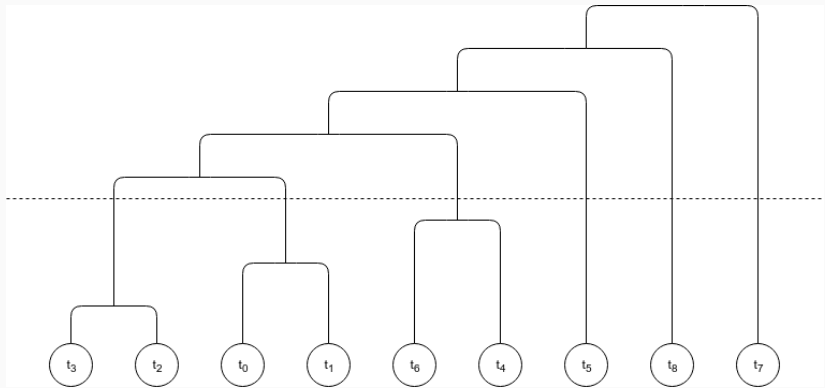 t₃ t₂ t₀ t₁ t₆ t₄ t₅ t₈ t₇